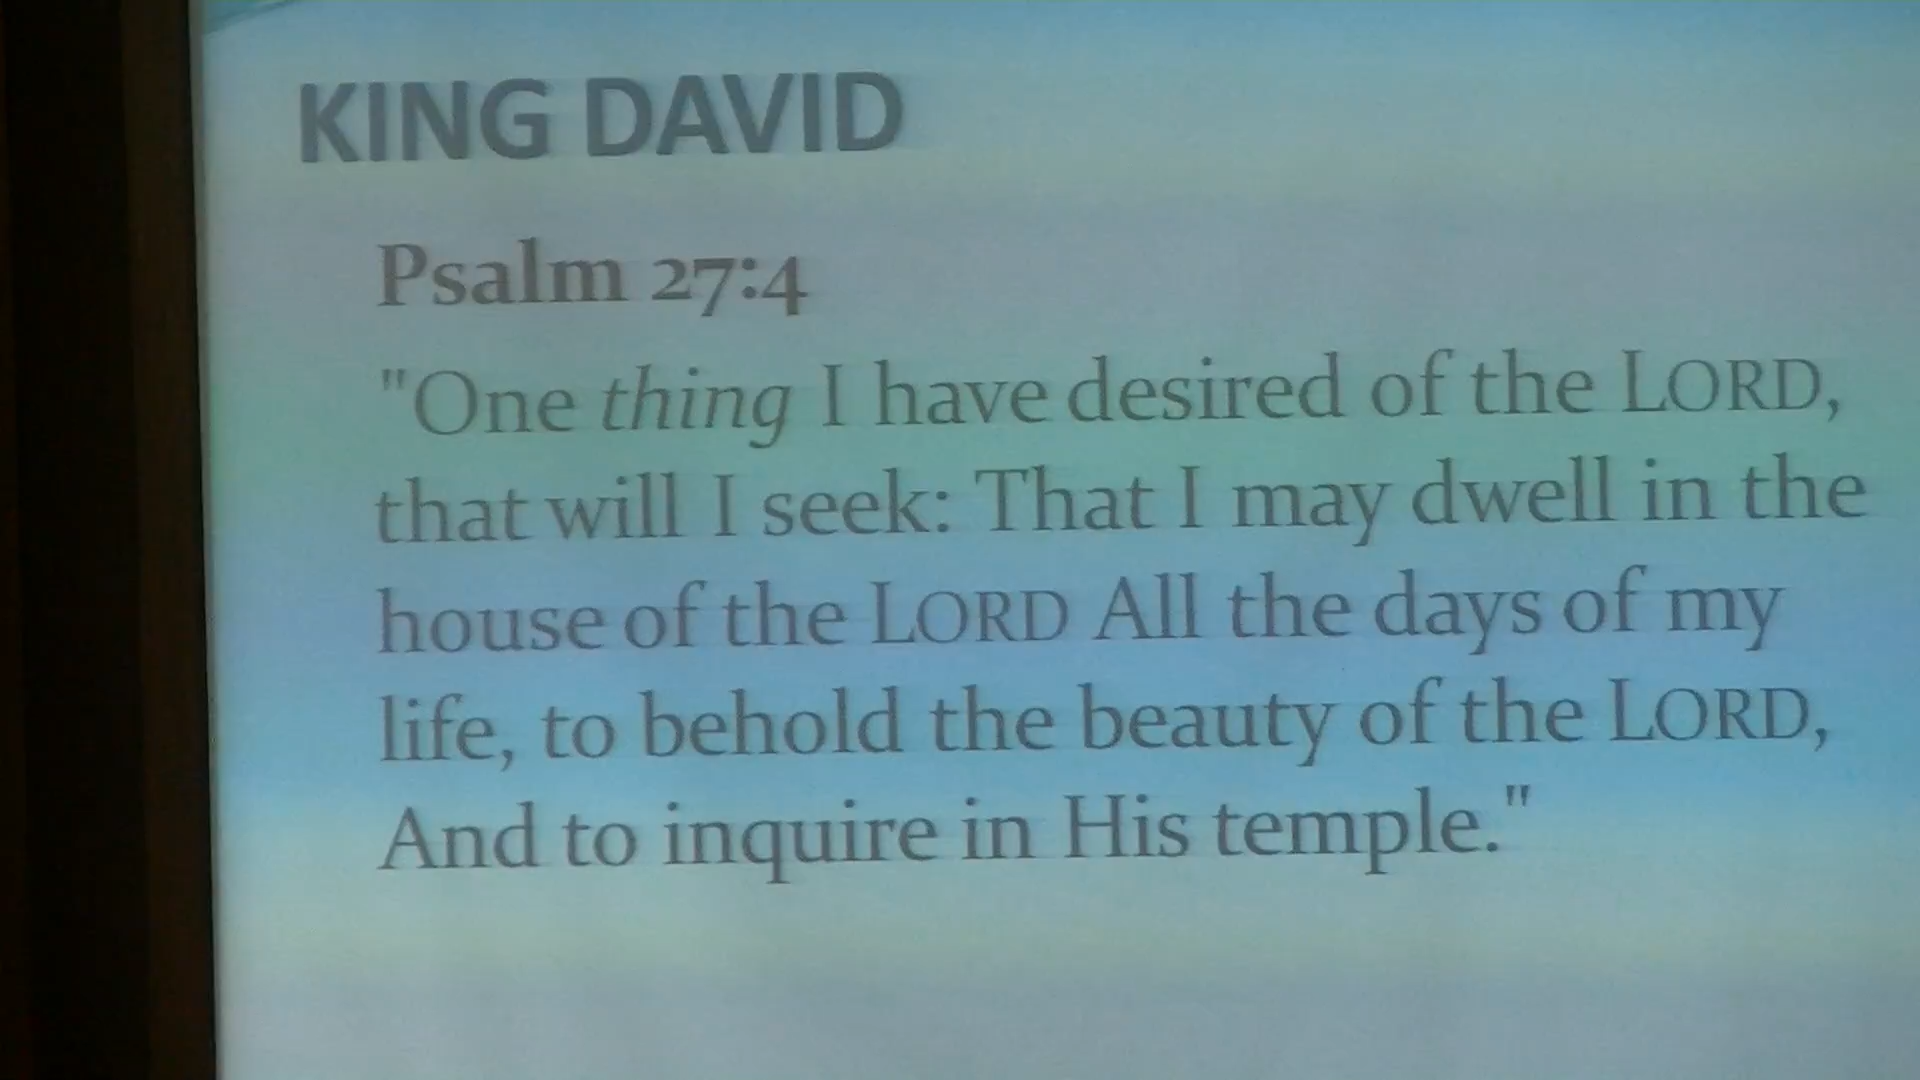 KING DAVID
Psalm 27:4
"One thing I have desired of the LORD,
that will I seek: That I may dwell in the
house of the LORD All the days of my
life, to behold the beauty of the LORD,
And to inquire in His temple."